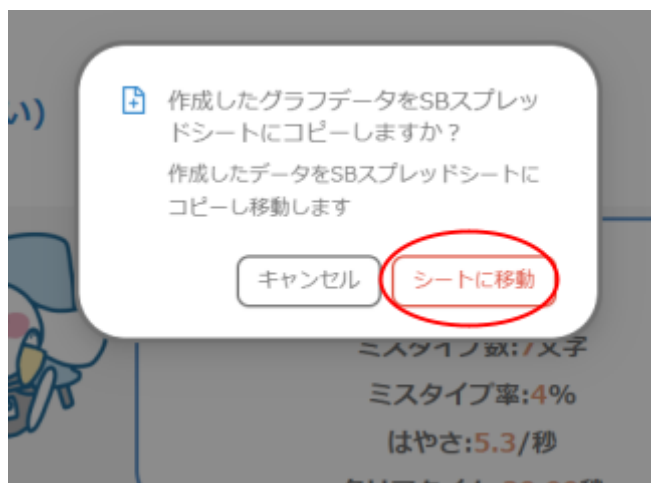 い)
作成したグラフデータをSBスプレッ
ドシートにコピーしますか？
作成したデータをSBスプレッドシートに
コピーし移動します
キャンセル
シートに移動
ミスタイプ数:7文字
ミスタイプ率:4%
はやさ:5.3/秒